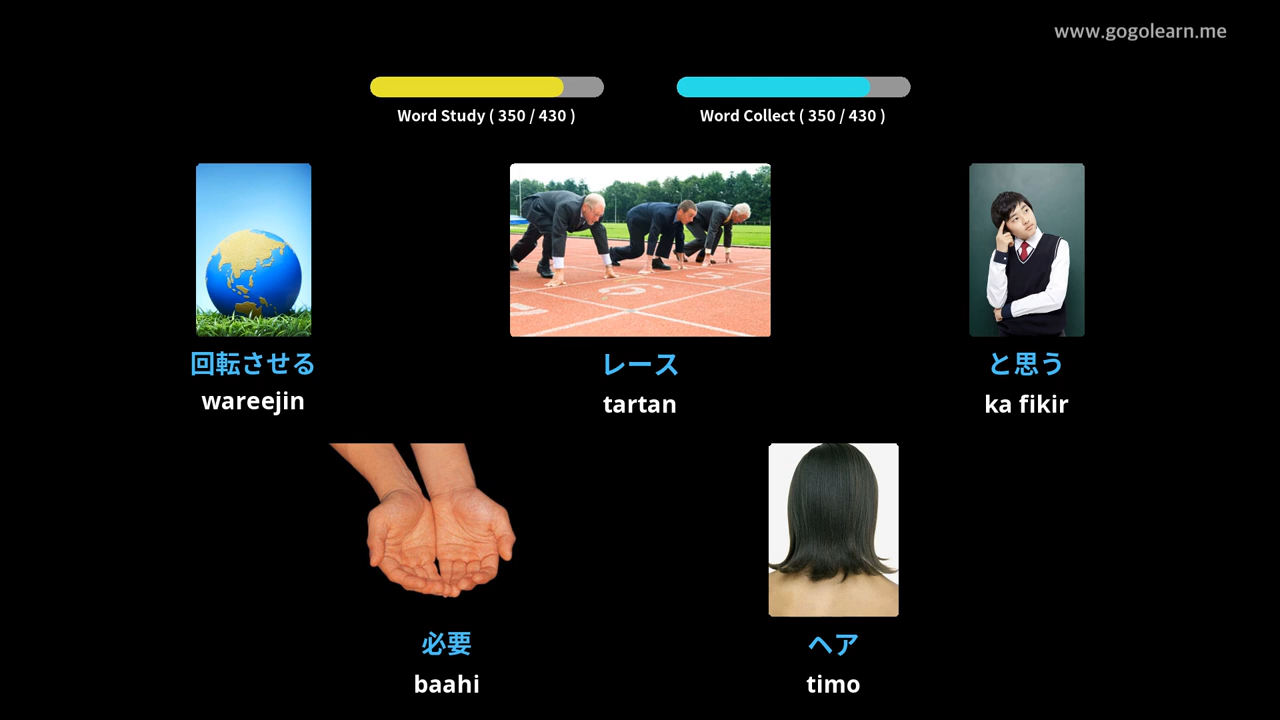 www.gogolearn.me
Word Study ( 350 / 430 )
Word Collect ( 350 / 430 )
回転させる
wareejin
レース
tartan
と思う
ka fikir
必要
baahi
ヘア
timo